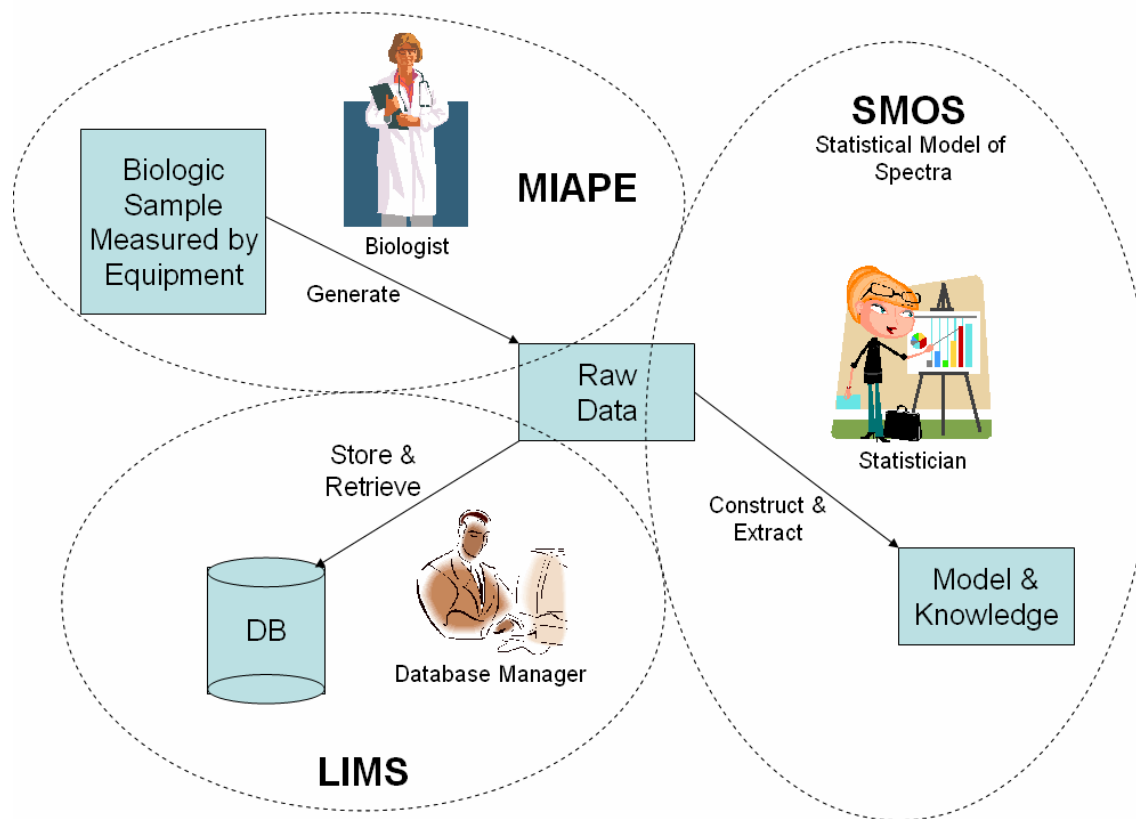 Biologic
Sample
Measured by
Equipment
Biologist
MIAPE
Generate
SMOS
Statistical Model of
Spectra
Raw
Data
Statistician
Store &
Retrieve
Construct &
Extract
DB
Database Manager
Model &
Knowledge
LIMS